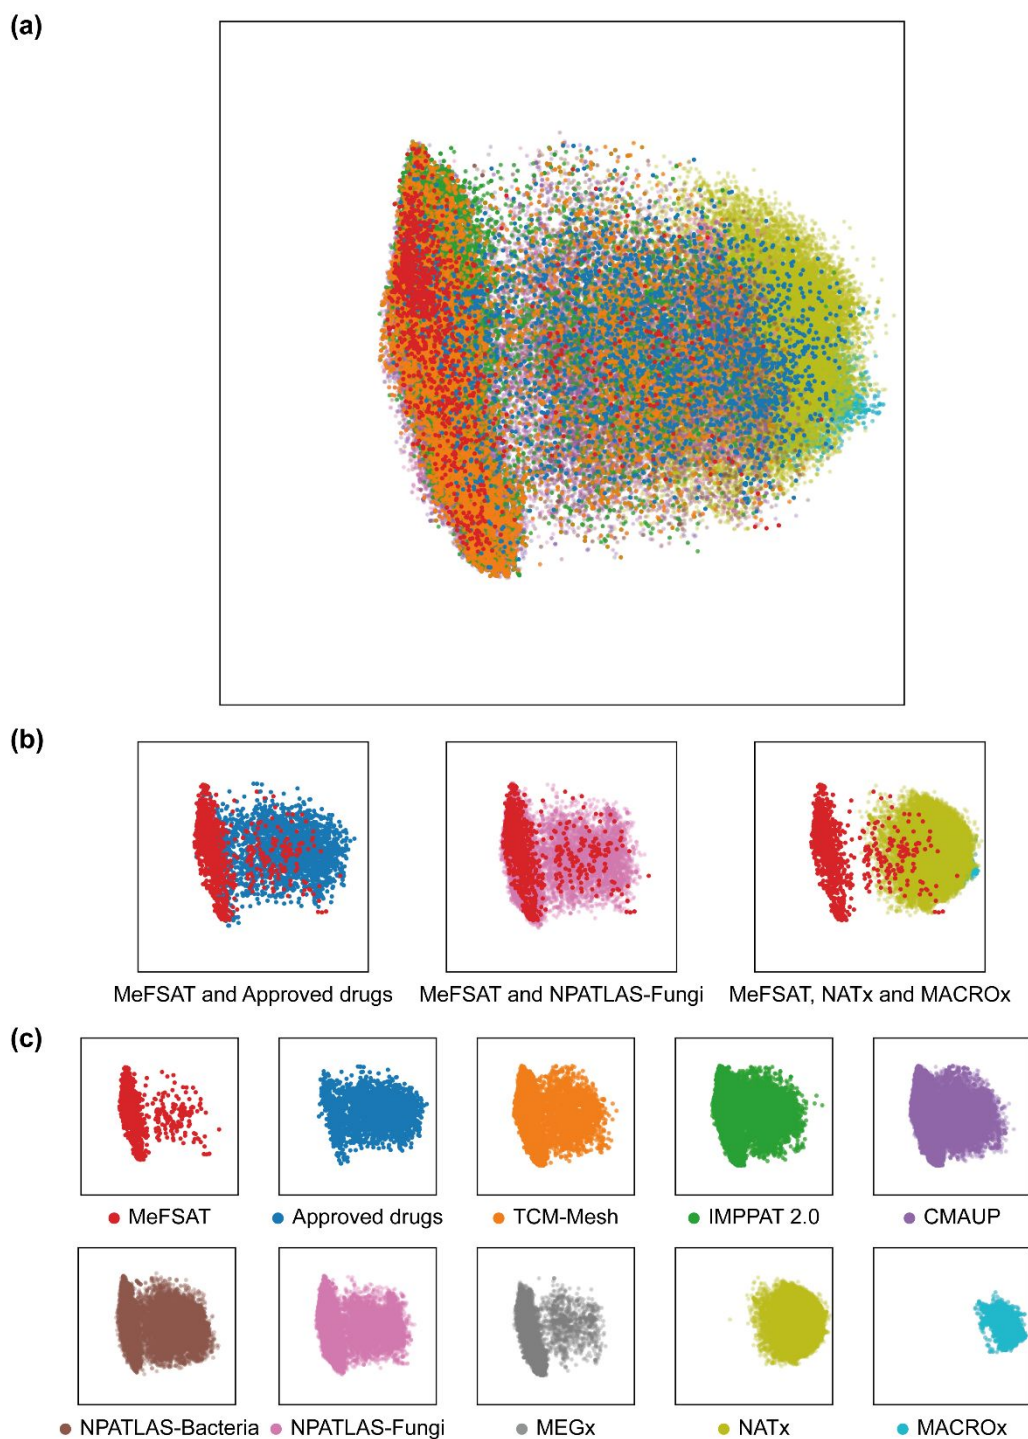 (a)
(b)
MeFSAT and Approved drugs
MeFSAT and NPATLAS-Fungi
MeFSAT, NATx and MACROx
(c)
MeFSAT
Approved drugs
TCM-Mesh
IMPPAT 2.0
CMAUP
NPATLAS-Bacteria
NPATLAS-Fungi
MEGx
NATx
MACROx